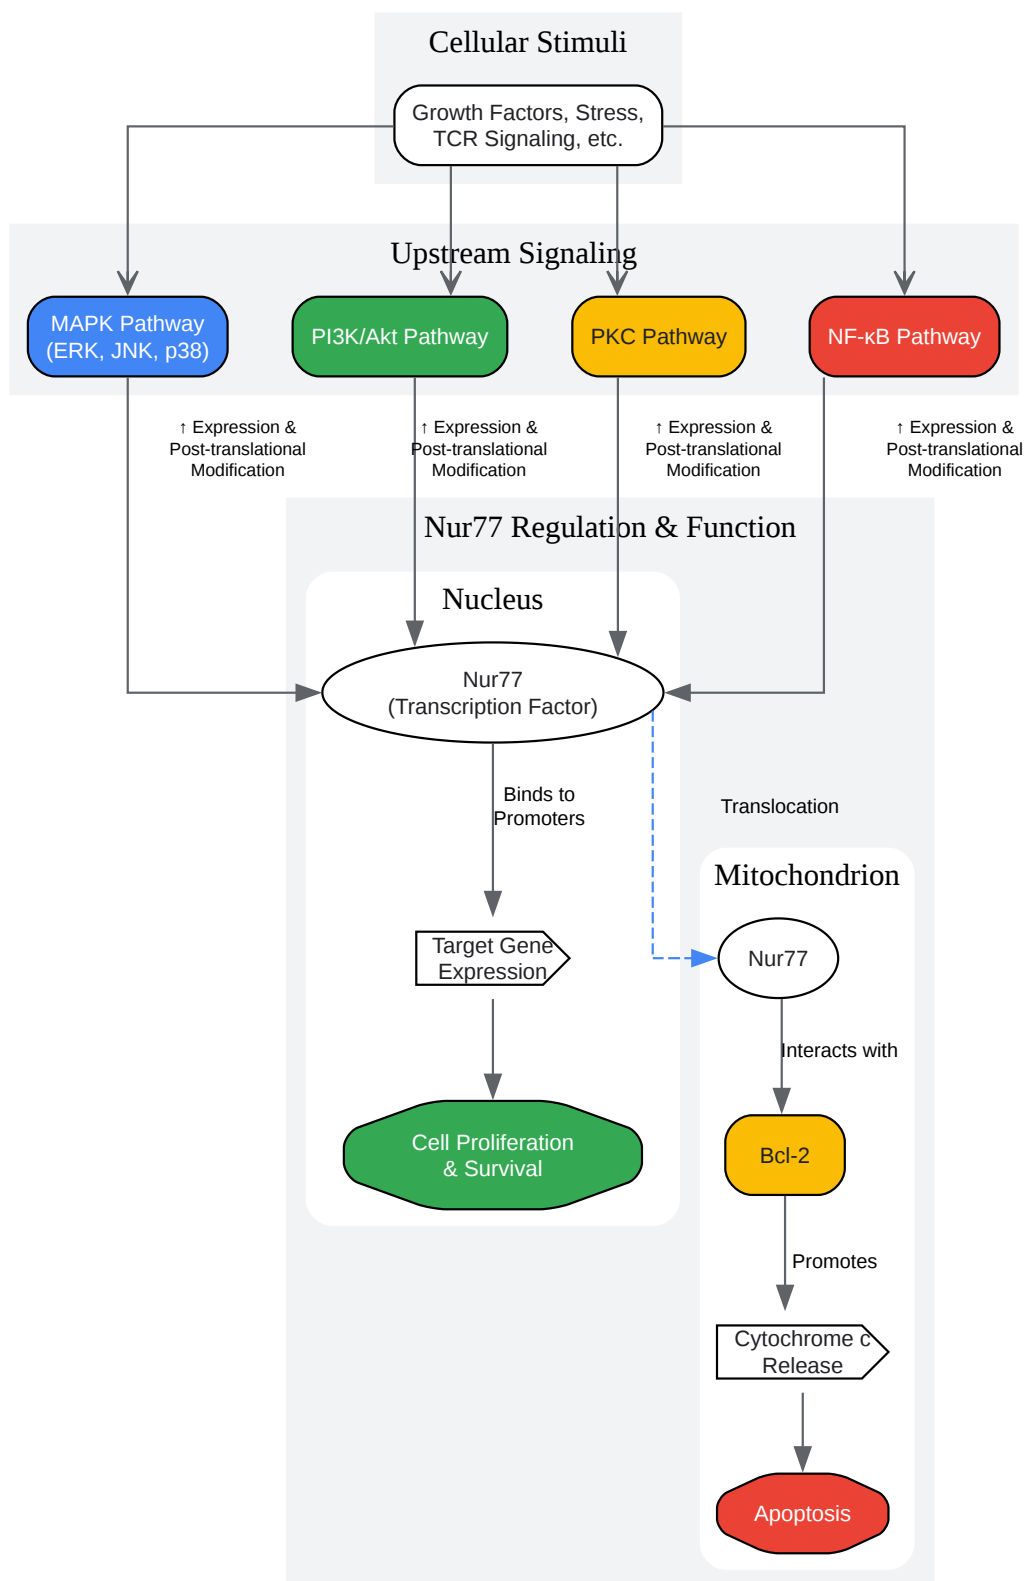 Cellular Stimuli
Growth Factors, Stress,
TCR Signaling, etc.
Upstream Signaling
MAPK Pathway
(ERK, JNK, p38)
PI3K/Akt Pathway
PKC Pathway
NF-κB Pathway
↑ Expression &
Post-translational
Modification
↑ Expression &
Post-translational
Modification
↑ Expression &
Post-translational
Modification
↑ Expression &
Post-translational
Modification
Nur77 Regulation & Function
Nucleus
Nur77
(Transcription Factor)
Binds to
Promoters
Translocation
Mitochondrion
Target Gene
Expression
Nur77
Interacts with
Cell Proliferation
& Survival
Bcl-2
Promotes
Cytochrome c
Release
Apoptosis